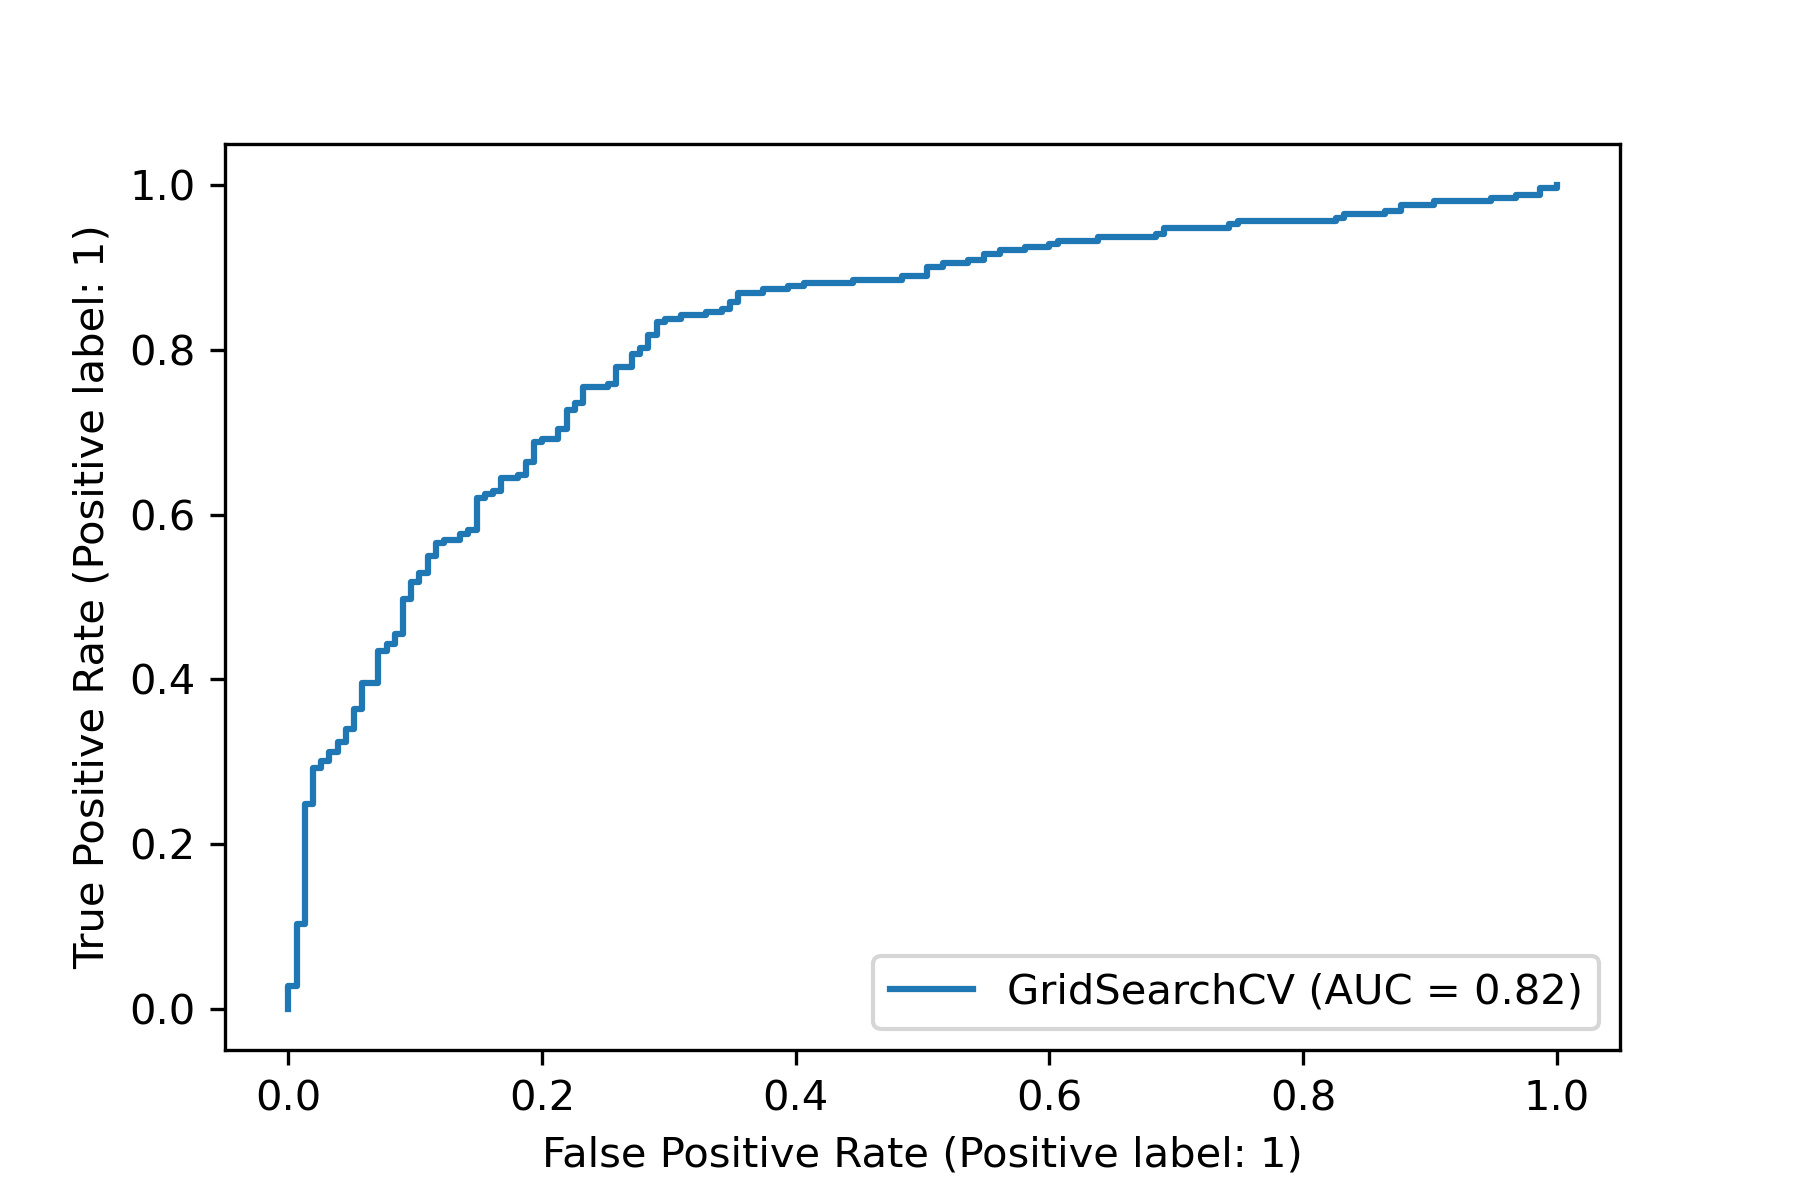 True Positive Rate (Positive label: 1)
1.0
0.8
0.6
0.4
0.2
0.0
GridSearchCV (AUC = 0.82)
0.0 0.2 0.4 0.6 0.8 1.0
False Positive Rate (Positive label: 1)